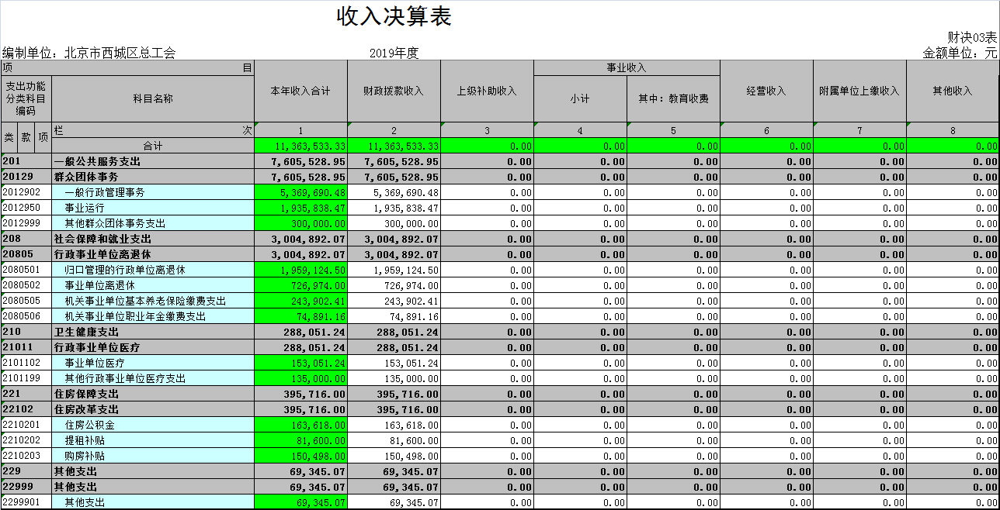 收入决算表
财决03表
编制单位：北京市西城区总工会 2019年度 金额单位：元
项 目 本年收入合计 财政拨款收入 上级补助收入 事业收入 经营收入 附属单位上缴收入 其他收入
支出功能分类科目编码 科目名称 小计 其中：教育收费
类 款 项 栏 次 1 2 3 4 5 6 7 8
合计 11,363,533.33 11,363,533.33 0.00 0.00 0.00 0.00 0.00 0.00
201 一般公共服务支出 7,605,528.95 7,605,528.95 0.00 0.00 0.00 0.00 0.00 0.00
20129 群众团体事务 7,605,528.95 7,605,528.95 0.00 0.00 0.00 0.00 0.00 0.00
2012902 一般行政管理事务 5,369,690.48 5,369,690.48 0.00 0.00 0.00 0.00 0.00 0.00
2012950 事业运行 1,935,838.47 1,935,838.47 0.00 0.00 0.00 0.00 0.00 0.00
2012999 其他群众团体事务支出 300,000.00 300,000.00 0.00 0.00 0.00 0.00 0.00 0.00
208 社会保障和就业支出 3,004,892.07 3,004,892.07 0.00 0.00 0.00 0.00 0.00 0.00
20805 行政事业单位离退休 3,004,892.07 3,004,892.07 0.00 0.00 0.00 0.00 0.00 0.00
2080501 归口管理的行政单位离退休 1,959,124.50 1,959,124.50 0.00 0.00 0.00 0.00 0.00 0.00
2080502 事业单位离退休 726,974.00 726,974.00 0.00 0.00 0.00 0.00 0.00 0.00
2080505 机关事业单位基本养老保险缴费支出 243,902.41 243,902.41 0.00 0.00 0.00 0.00 0.00 0.00
2080506 机关事业单位职业年金缴费支出 74,891.16 74,891.16 0.00 0.00 0.00 0.00 0.00 0.00
210 卫生健康支出 288,051.24 288,051.24 0.00 0.00 0.00 0.00 0.00 0.00
21011 行政事业单位医疗 288,051.24 288,051.24 0.00 0.00 0.00 0.00 0.00 0.00
2101102 事业单位医疗 153,051.24 153,051.24 0.00 0.00 0.00 0.00 0.00 0.00
2101199 其他行政事业单位医疗支出 135,000.00 135,000.00 0.00 0.00 0.00 0.00 0.00 0.00
221 住房保障支出 395,716.00 395,716.00 0.00 0.00 0.00 0.00 0.00 0.00
22102 住房改革支出 395,716.00 395,716.00 0.00 0.00 0.00 0.00 0.00 0.00
2210201 住房公积金 163,618.00 163,618.00 0.00 0.00 0.00 0.00 0.00 0.00
2210202 提租补贴 81,600.00 81,600.00 0.00 0.00 0.00 0.00 0.00 0.00
2210203 购房补贴 150,498.00 150,498.00 0.00 0.00 0.00 0.00 0.00 0.00
229 其他支出 69,345.07 69,345.07 0.00 0.00 0.00 0.00 0.00 0.00
22999 其他支出 69,345.07 69,345.07 0.00 0.00 0.00 0.00 0.00 0.00
2299901 其他支出 69,345.07 69,345.07 0.00 0.00 0.00 0.00 0.00 0.00